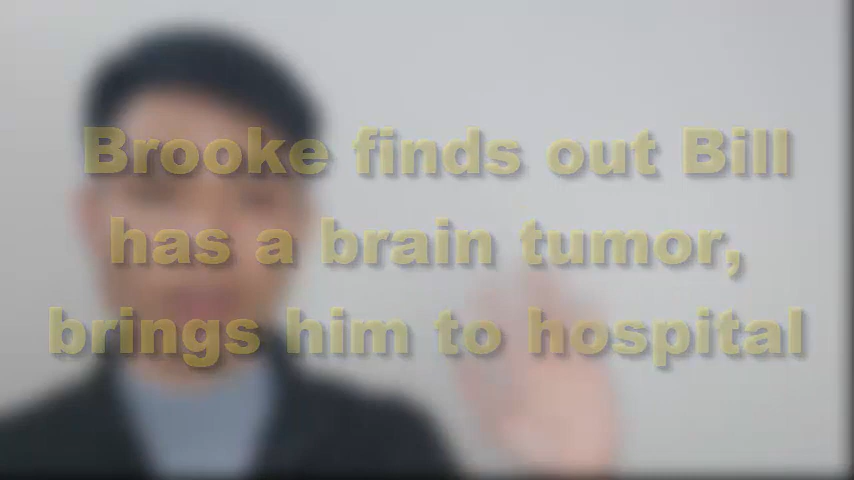 Brooke finds out Bill
has a brain tumor,
brings him to hospital